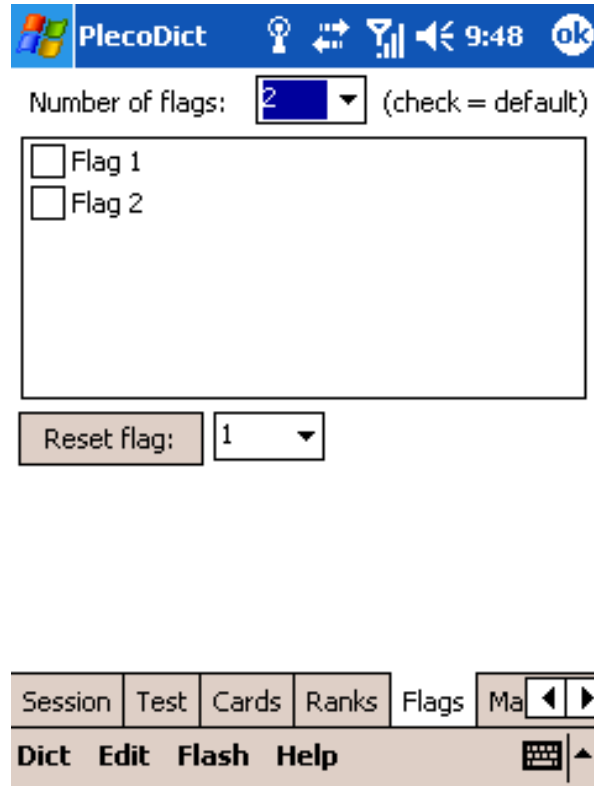 PlecoDict 9:48 ok
Number of flags: 2 (check = default)
Flag 1
Flag 2
Reset flag: 1
Session Test Cards Ranks Flags Ma
Dict Edit Flash Help